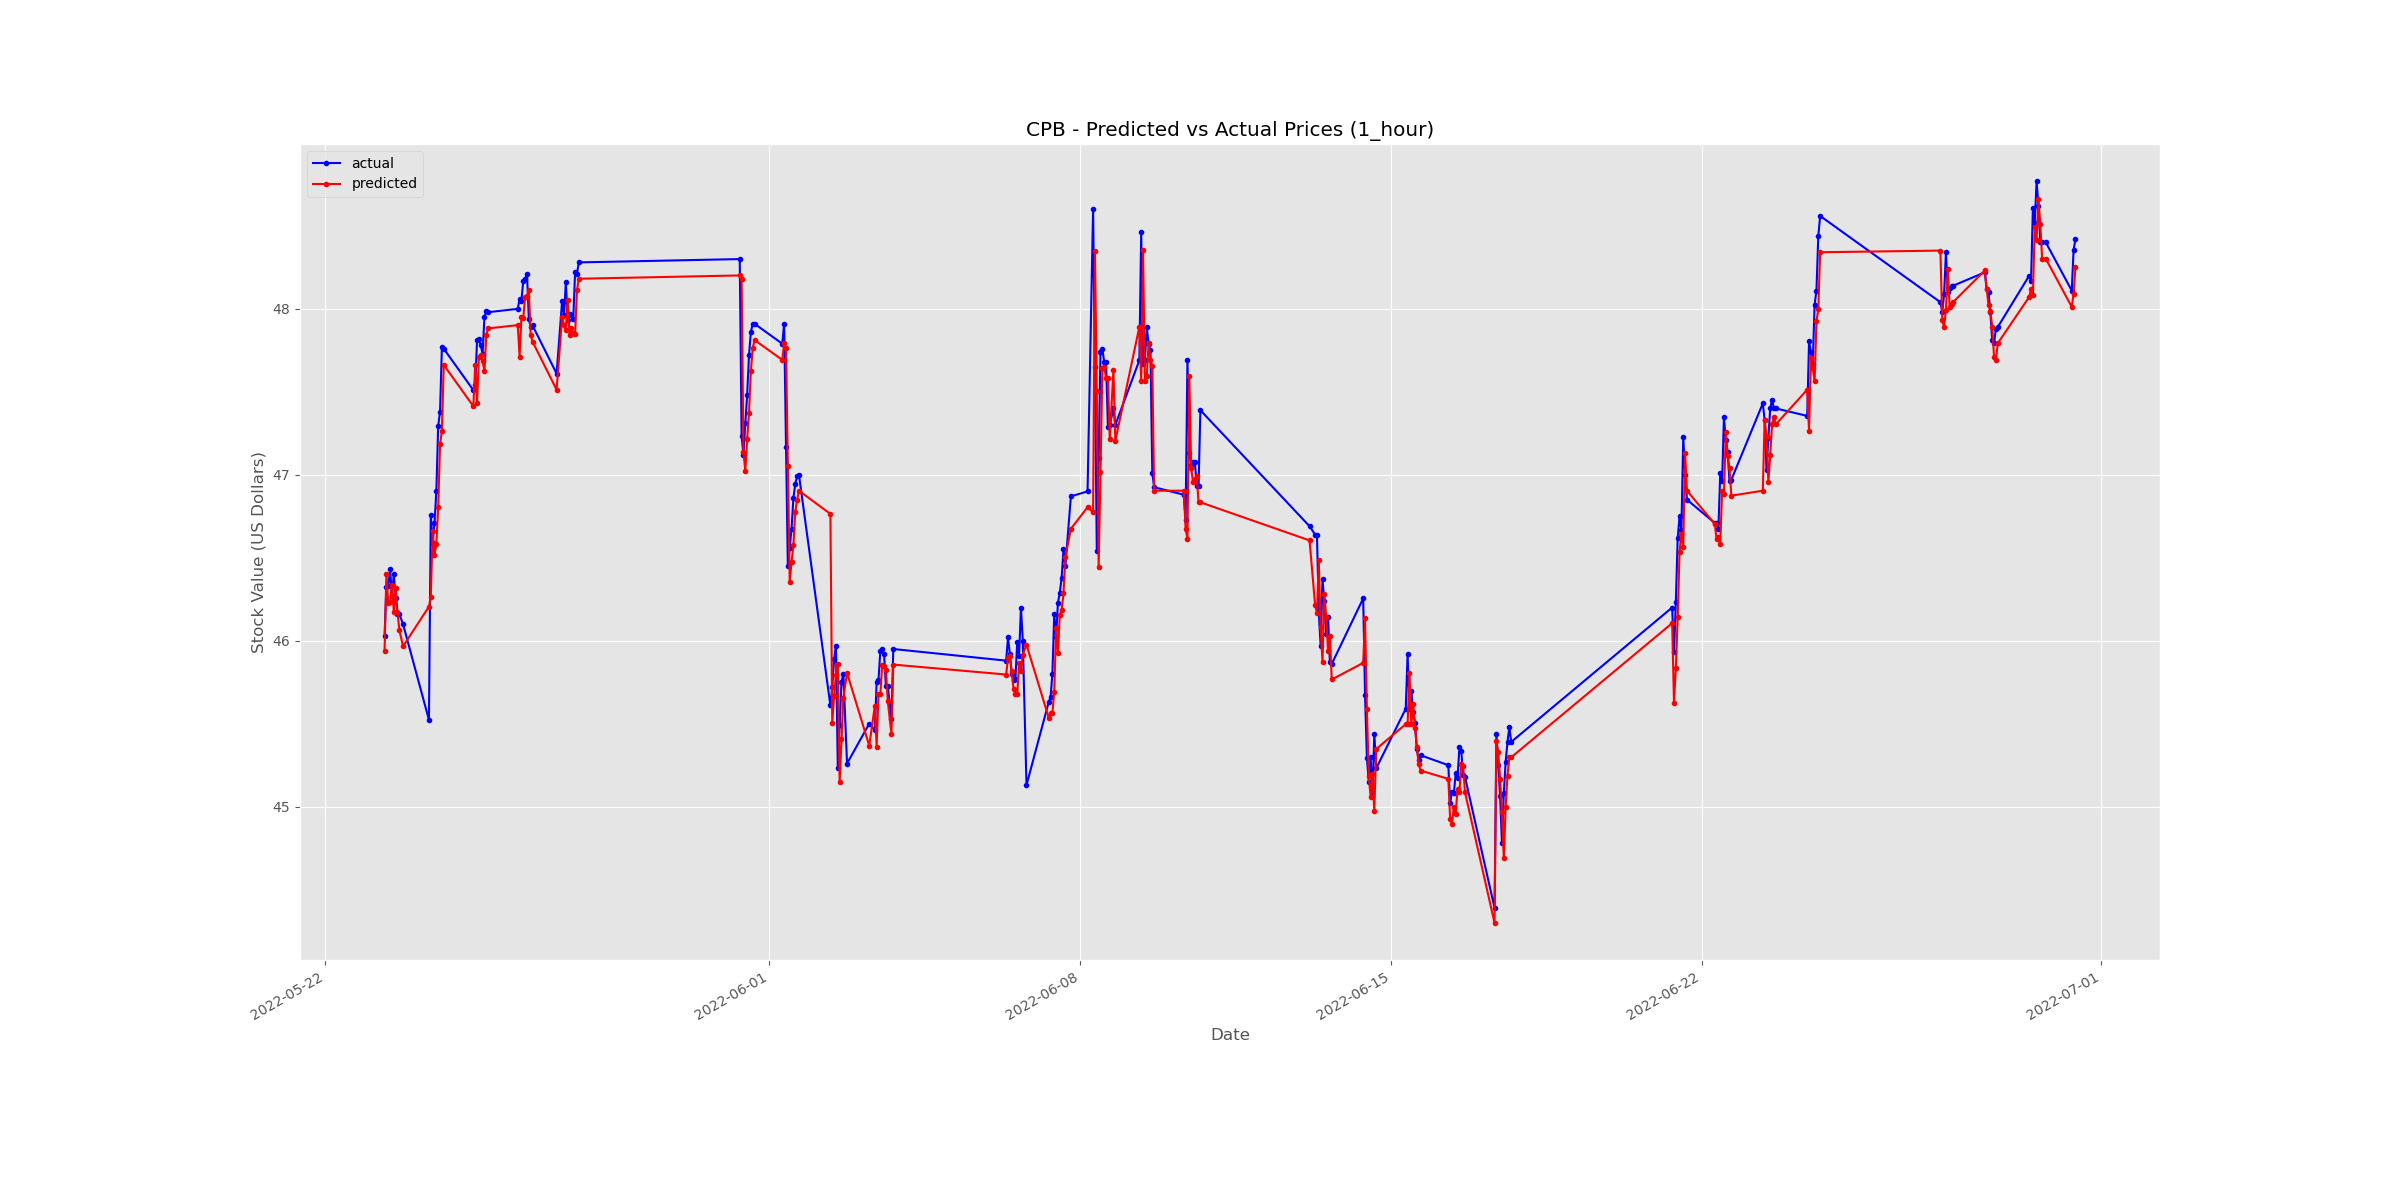 CPB - Predicted vs Actual Prices (1_hour)
actual
predicted
48
47
46
45
Stock Value (US Dollars)
2022-05-22
2022-06-01
2022-06-08
2022-06-15
2022-06-22
2022-07-01
Date